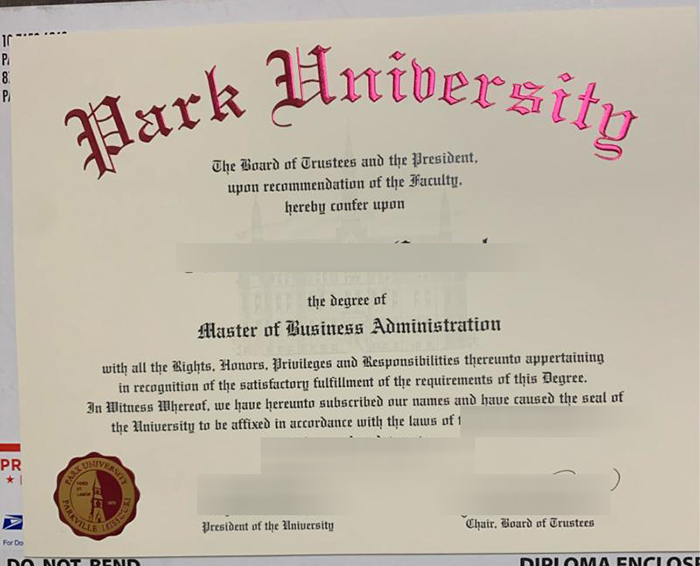 Park University
The Board of Trustees and the President,
upon recommendation of the Faculty,
hereby confer upon
the degree of
Master of Business Administration
with all the Rights, Honors, Privileges and Responsibilities thereunto appertaining
in recognition of the satisfactory fulfillment of the requirements of this Degree.
In Witness Whereof, we have hereunto subscribed our names and have caused the seal of
the University to be affixed in accordance with the laws of
PARK UNIVERSITY
President of the University
Chair, Board of Trustees
DO NOT BEND
DIPLOMA ENCLOSE